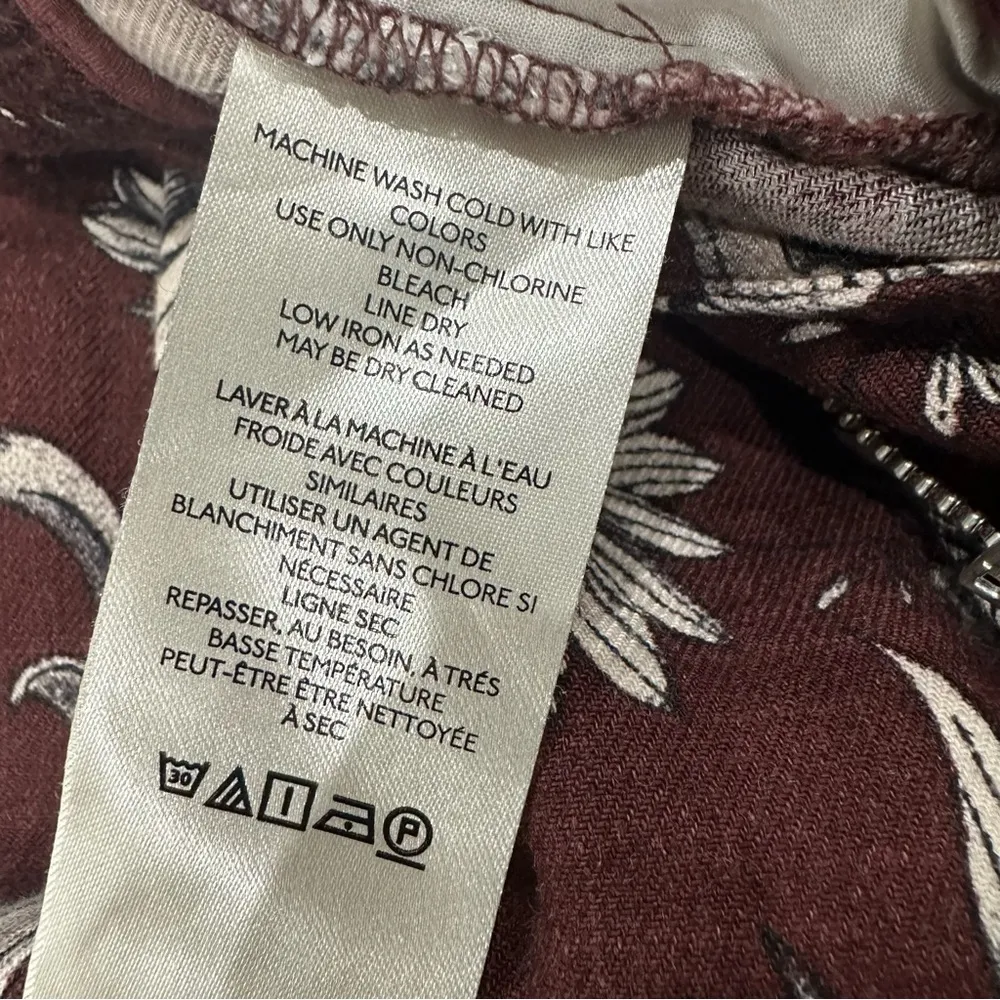 MACHINE WASH COLD WITH LIKE
COLORS
USE ONLY NON-CHLORINE
BLEACH
LINE DRY
LOW IRON AS NEEDED
MAY BE DRY CLEANED
LAVER À LA MACHINE À L'EAU
FROIDE AVEC COULEURS
SIMILAIRES
UTILISER UN AGENT DE
BLANCHIMENT SANS CHLORE SI
NÉCESSAIRE
LIGNE SEC
REPASSER, AU BESOIN, À TRÉS
BASSE TEMPÉRATURE
PEUT-ÊTRE ÊTRE NETTOYÉE
À SEC
30 P